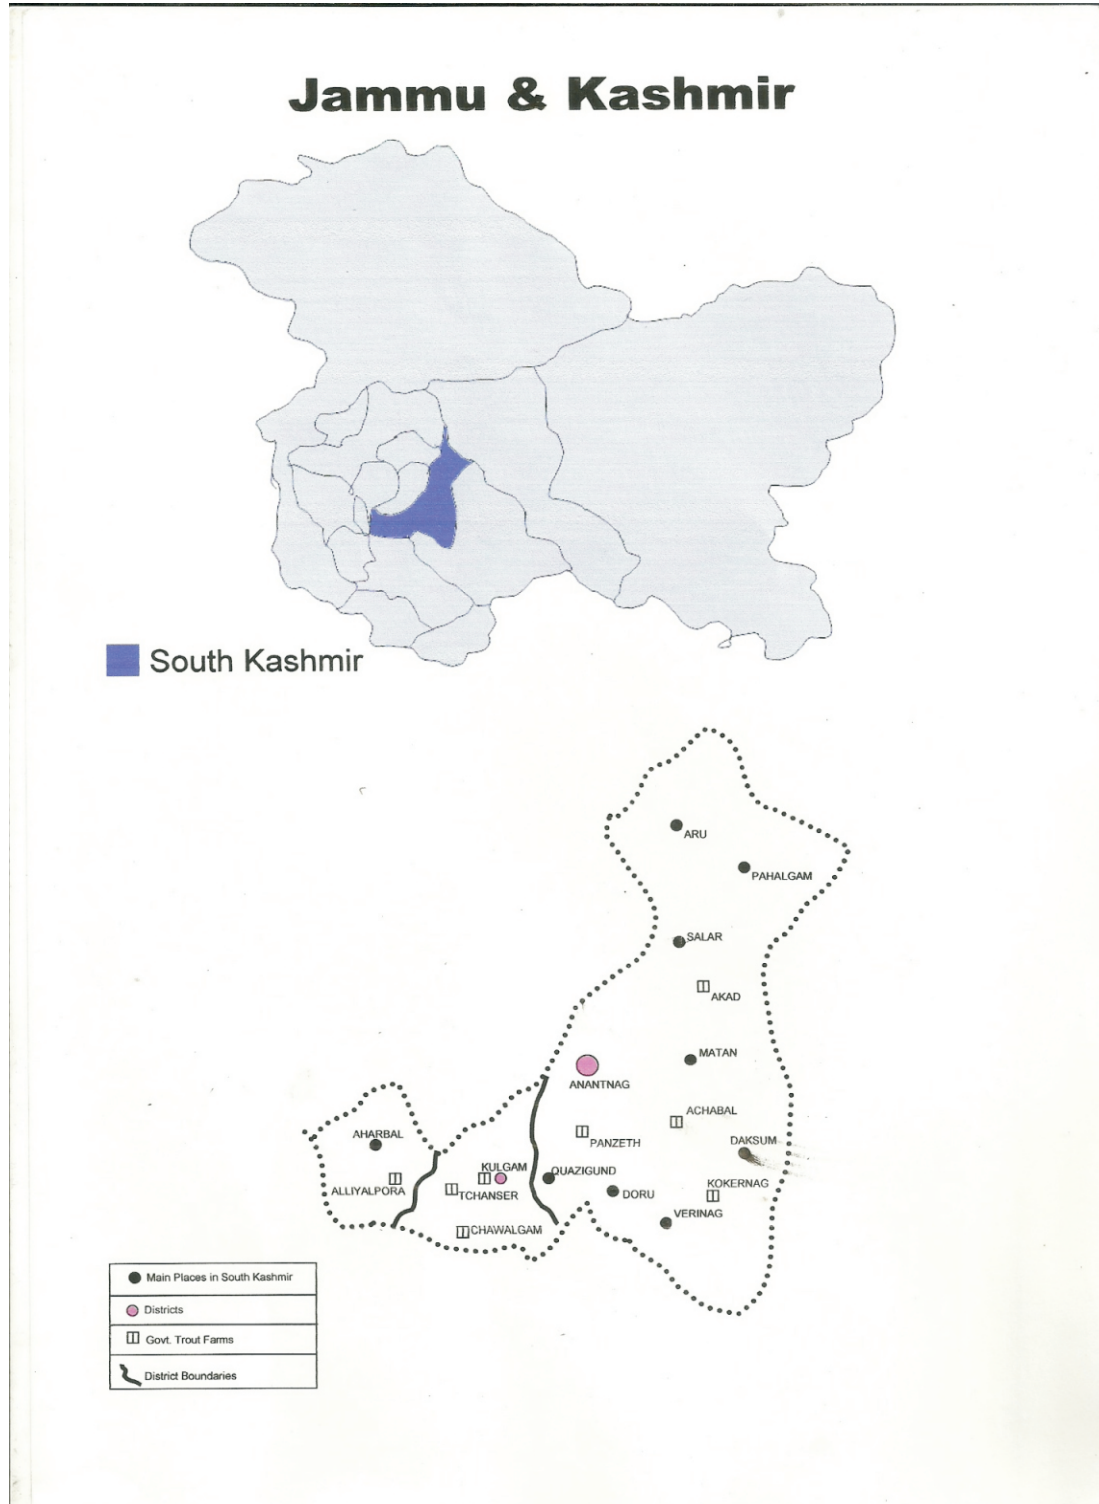 Jammu & Kashmir
South Kashmir
ARU
PAHALGAM
SALAR
AKAD
MATAN
ANANTNAG
ACHABAL
PANZETH
DAKSUM
AHARBAL
KULGAM
QUAZIGUND
KOKERNAG
ALLIYALPORA
TCHANSER
DORU
VERINAG
CHAWALGAM
Main Places in South Kashmir
Districts
Govt. Trout Farms
District Boundaries